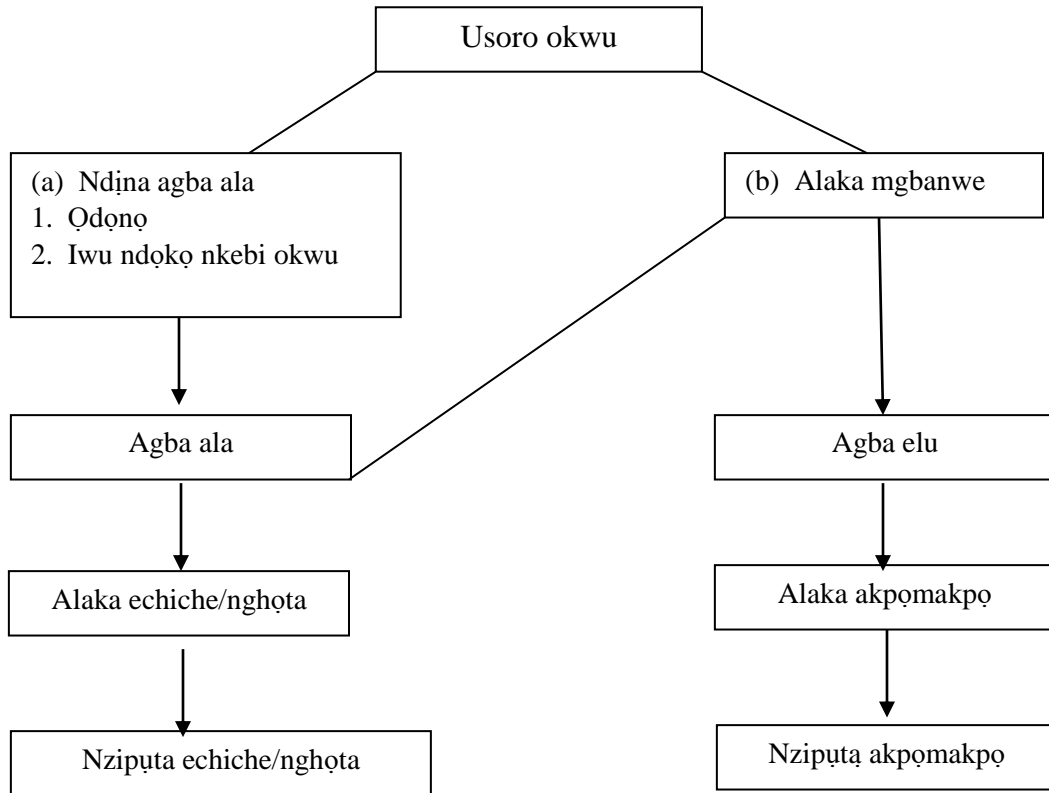 Usoro okwu
(a) Ndịna agba ala
1. Ọdọnọ
2. Iwu ndọkọ nkebi okwu
(b) Alaka mgbanwe
Agba ala
Agba elu
Alaka echiche/nghọta
Alaka akpọmakpọ
Nzipụta echiche/nghọta
Nzipụtạ akpọmakpọ